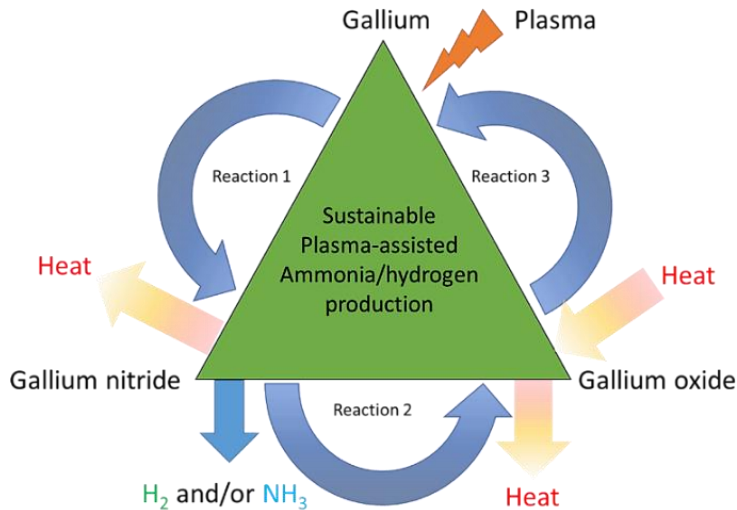 Gallium
Plasma
Reaction 1
Reaction 3
Sustainable
Plasma-assisted
Ammonia/hydrogen
production
Heat
Heat
Gallium nitride
Gallium oxide
Reaction 2
H₂ and/or NH₃
Heat